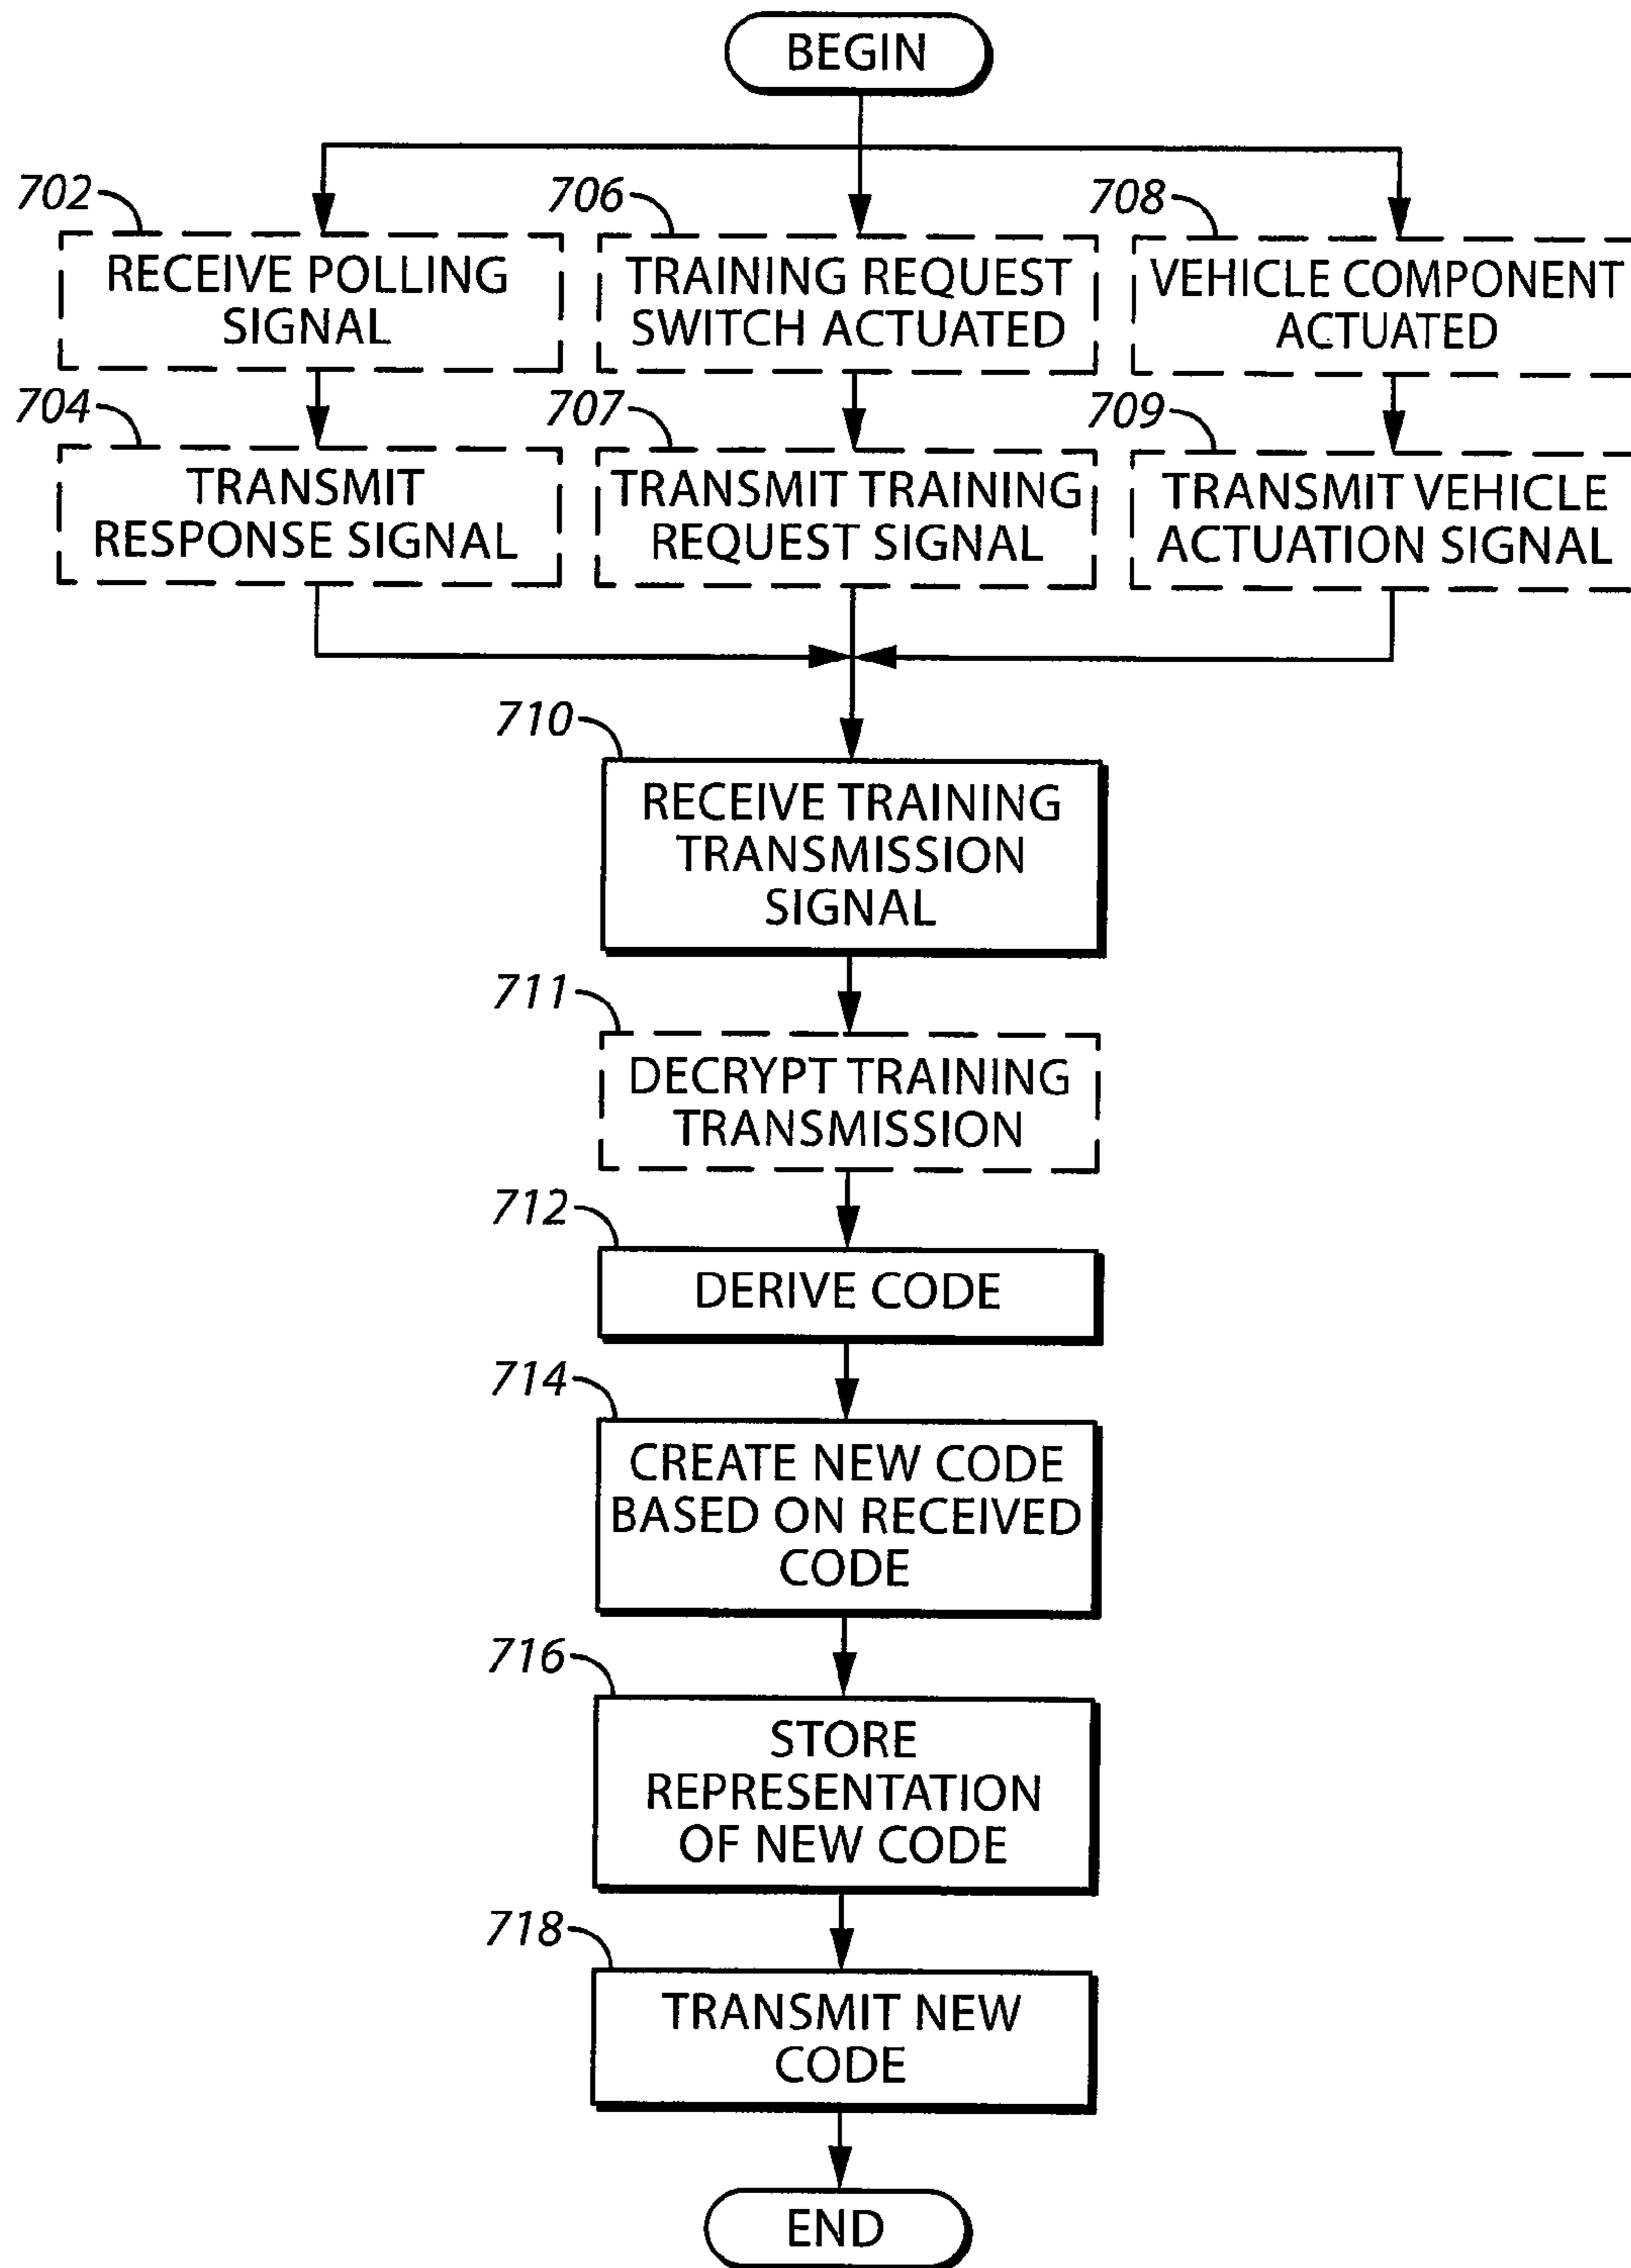 BEGIN
702
RECEIVE POLLING
SIGNAL
706
TRAINING REQUEST
SWITCH ACTUATED
708
VEHICLE COMPONENT
ACTUATED
704
TRANSMIT
RESPONSE SIGNAL
707
TRANSMIT TRAINING
REQUEST SIGNAL
709
TRANSMIT VEHICLE
ACTUATION SIGNAL
710
RECEIVE TRAINING
TRANSMISSION
SIGNAL
711
DECRYPT TRAINING
TRANSMISSION
712
DERIVE CODE
714
CREATE NEW CODE
BASED ON RECEIVED
CODE
716
STORE
REPRESENTATION
OF NEW CODE
718
TRANSMIT NEW
CODE
END